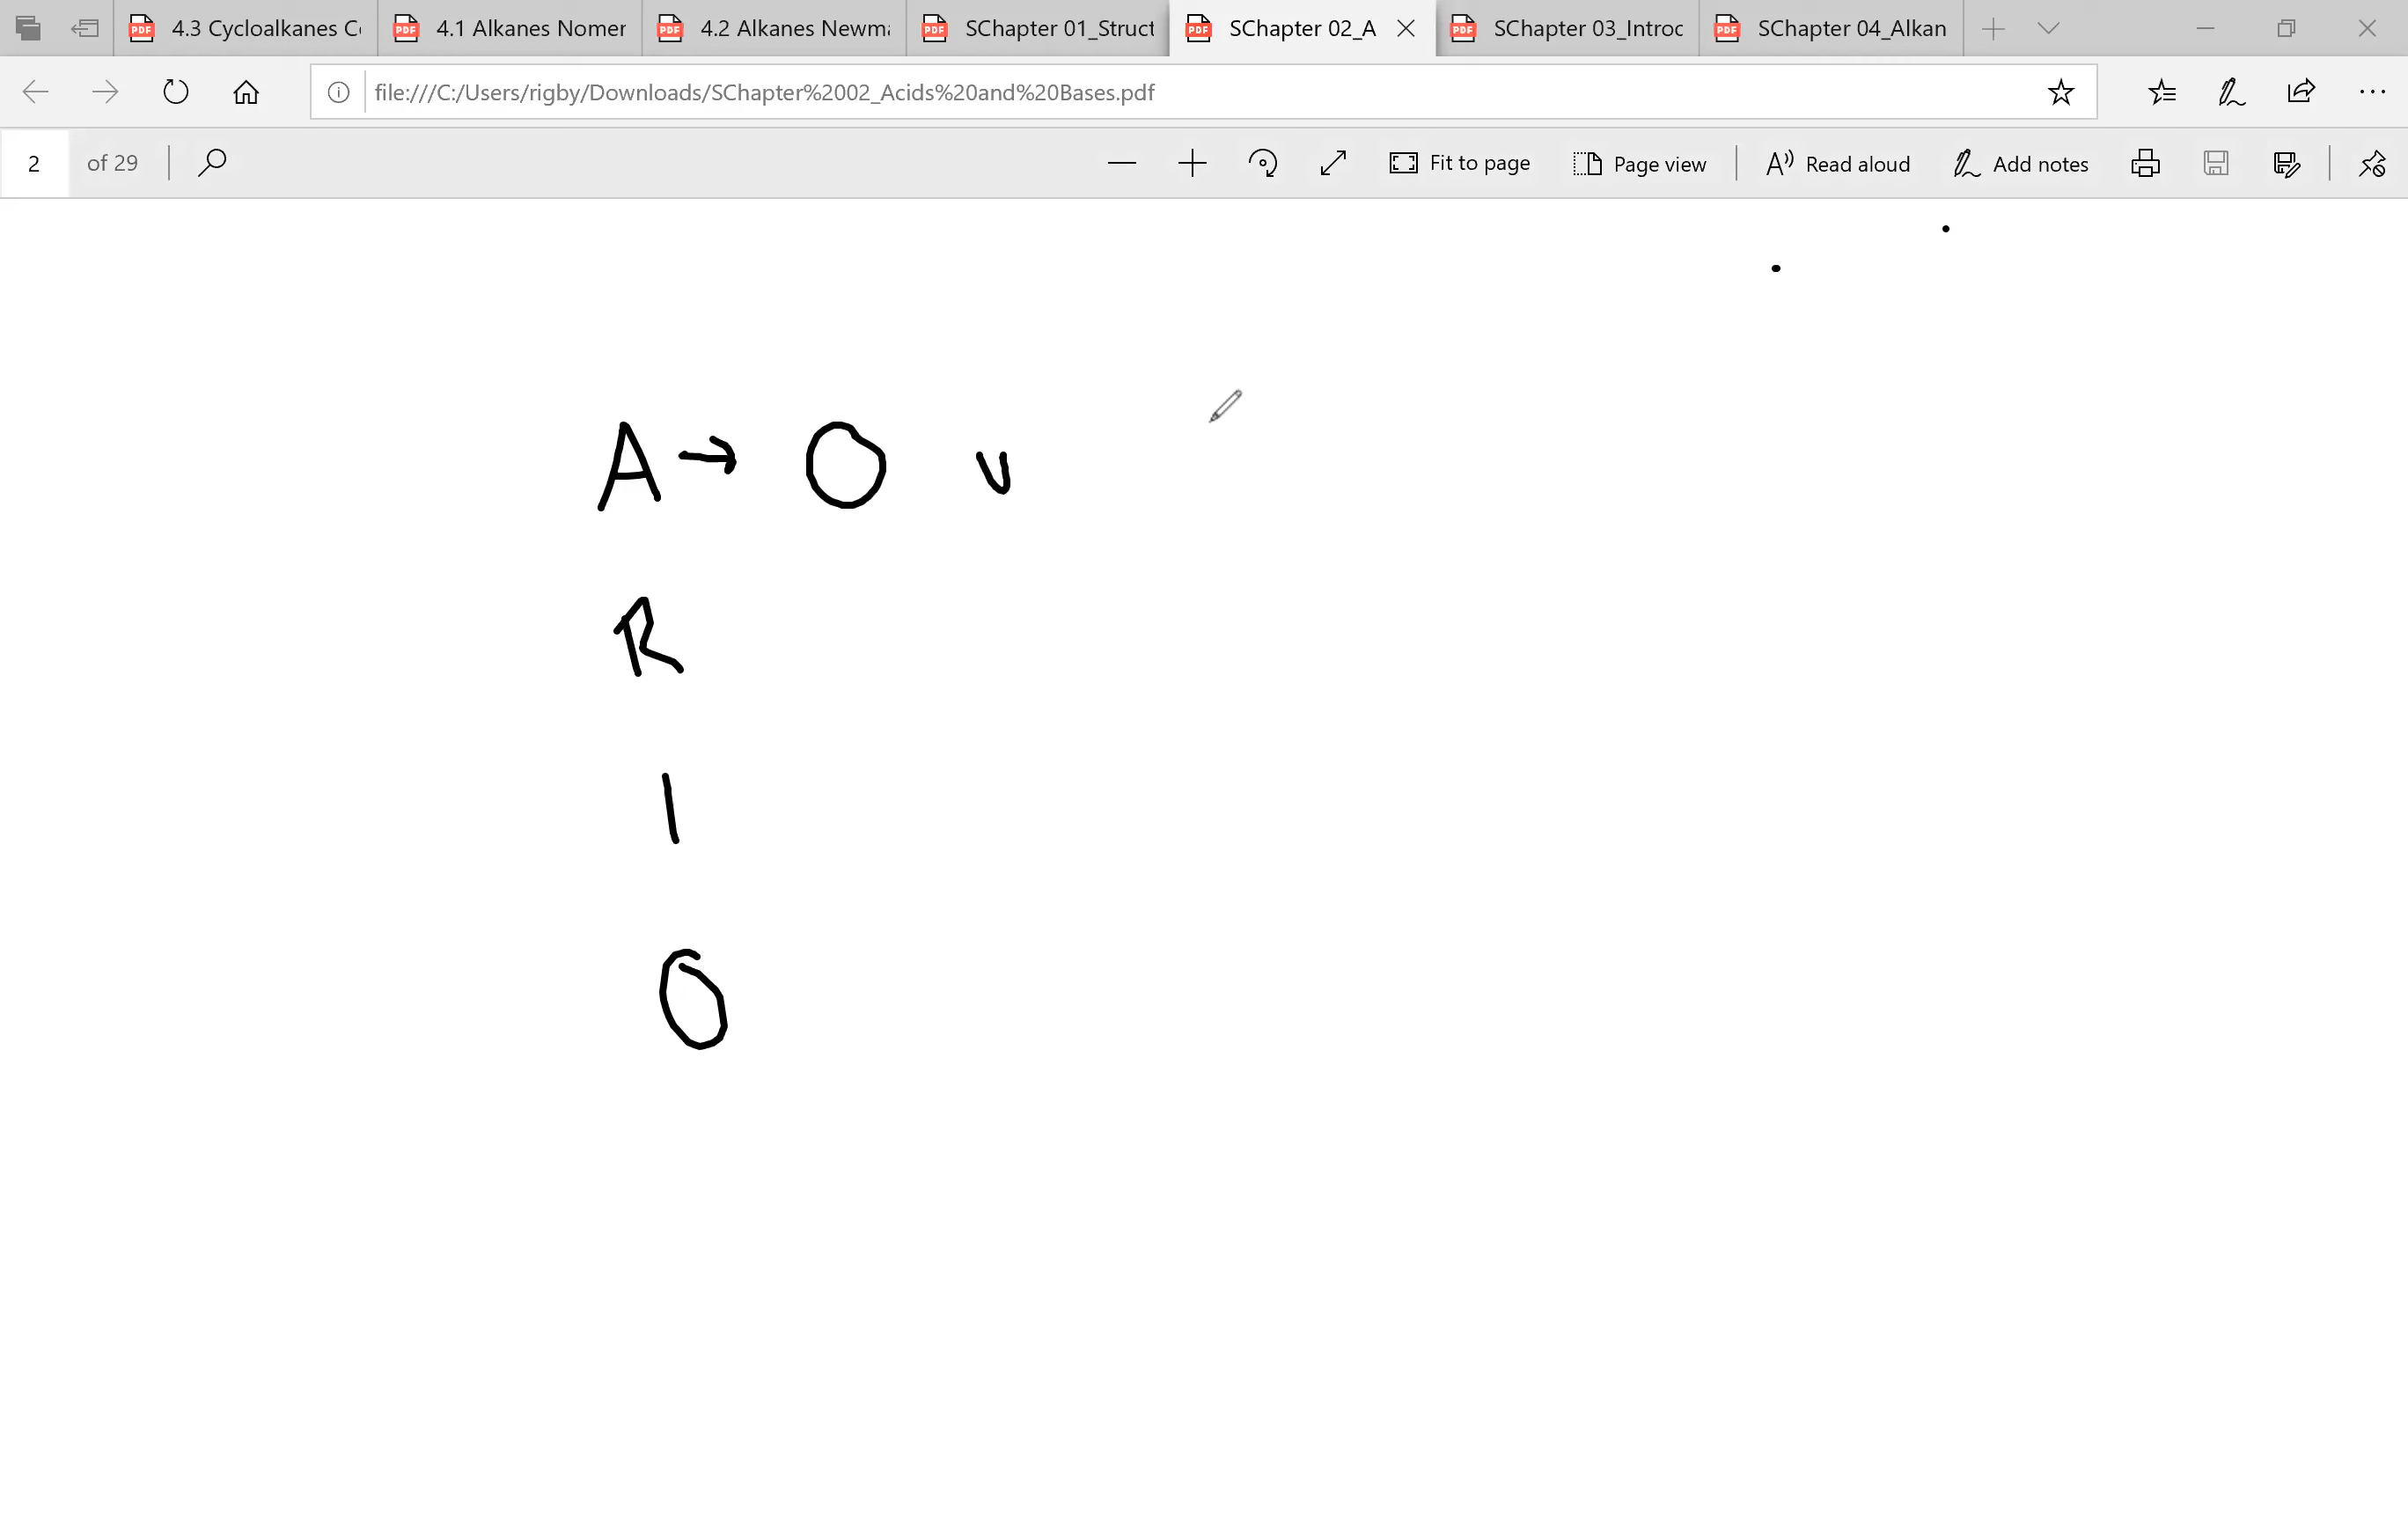 4.3 Cycloalkanes C 4.1 Alkanes Nomer 4.2 Alkanes Newm SChapter 01_Struct SChapter 02_A SChapter 03_Introc SChapter 04_Alkan
file:///C:/Users/rigby/Downloads/SChapter%2002_Acids%20and%20Bases.pdf
2 of 29 Fit to page Page view Read aloud Add notes
A → O v
R
I
O